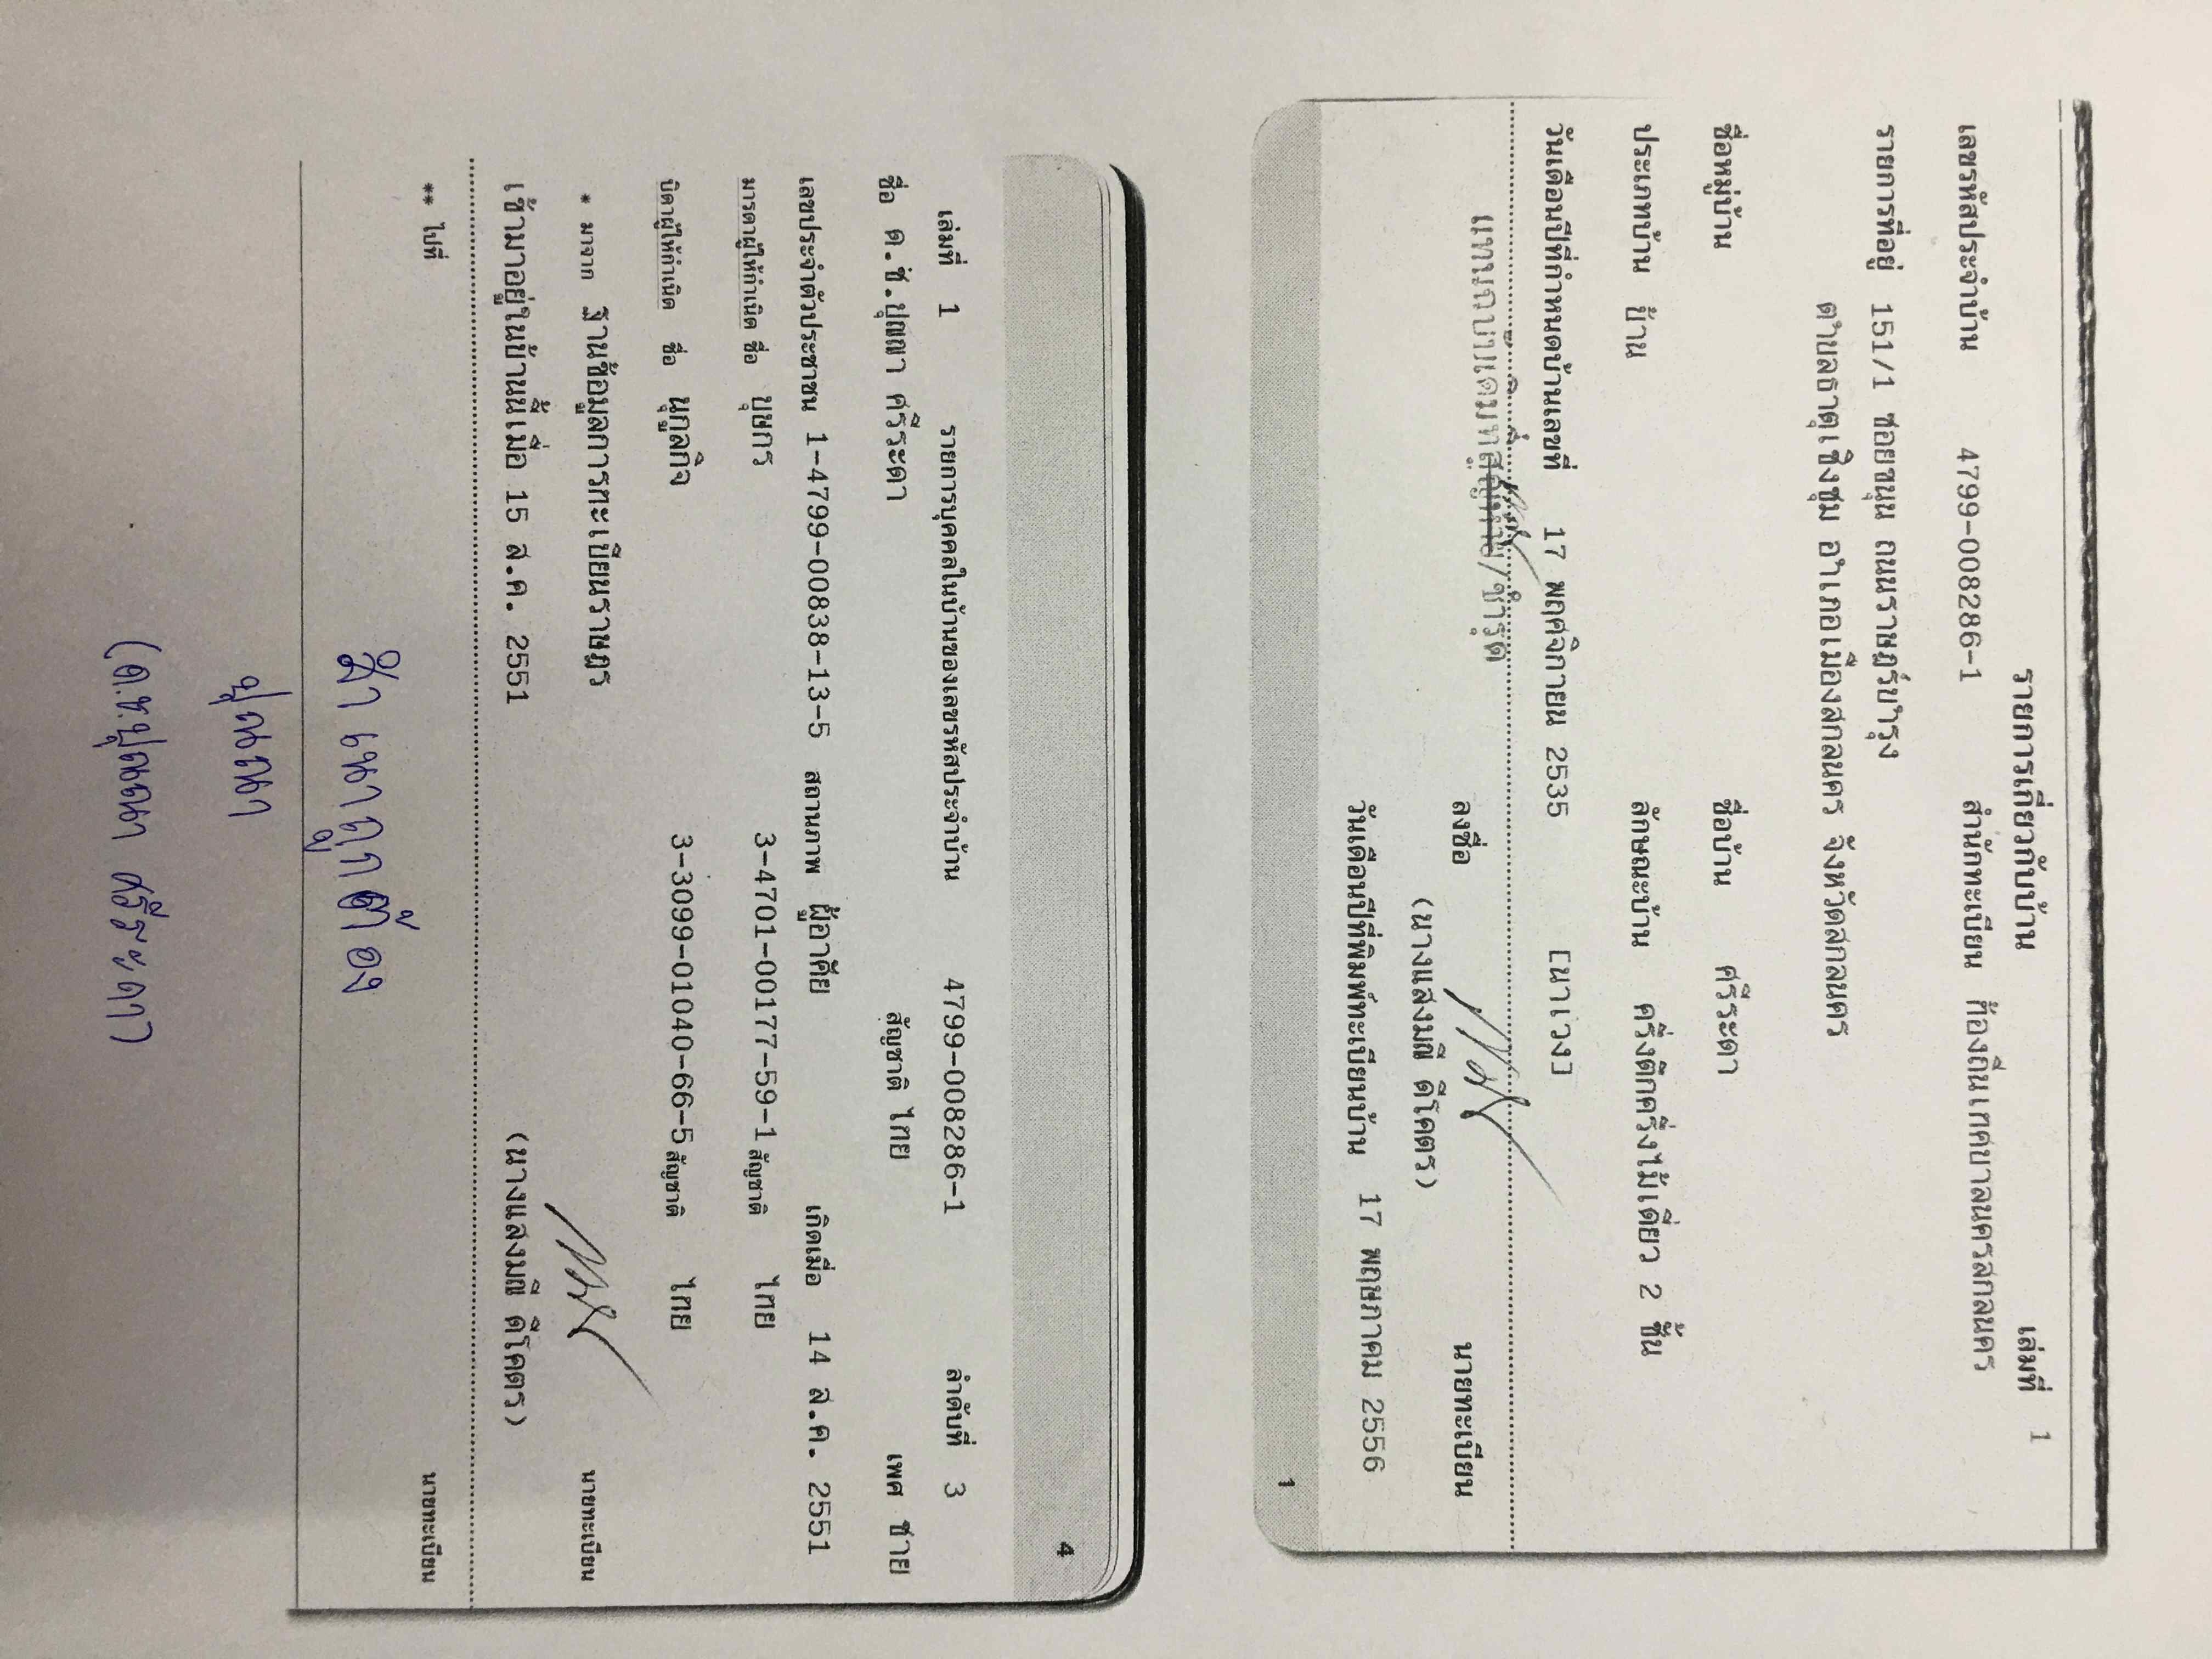 รายการเกี่ยวกับบ้าน เล่มที่ 1
เลขรหัสประจำบ้าน 4799-008286-1 สำนักทะเบียน ท้องถิ่นเทศบาลนครสกลนคร
รายการที่อยู่ 151/1 ซอยขนุน ถนนราษฎร์บำรุง
ตำบลธาตุเชิงชุม อำเภอเมืองสกลนคร จังหวัดสกลนคร
ชื่อหมู่บ้าน ชื่อบ้าน ศรีระดา
ประเภทบ้าน บ้าน ลักษณะบ้าน ครึ่งตึกครึ่งไม้เดี่ยว 2 ชั้น
วันเดือนปีที่กำหนดบ้านเลขที่ 17 พฤศจิกายน 2535 [นาเวง]
แทนฉบับเดิมที่สูญหาย/ชำรุด
ลงชื่อ นายทะเบียน
(นางแสงมณี ดีโคตร)
วันเดือนปีที่พิมพ์ทะเบียนบ้าน 17 พฤษภาคม 2556
1
4
เล่มที่ 1 รายการบุคคลในบ้านของเลขรหัสประจำบ้าน 4799-008286-1 ลำดับที่ 3
ชื่อ ด.ช.ปุญญา ศรีระดา สัญชาติ ไทย เพศ ชาย
เลขประจำตัวประชาชน 1-4799-00838-13-5 สถานภาพ ผู้อาศัย เกิดเมื่อ 14 ส.ค. 2551
มารดาผู้ให้กำเนิด ชื่อ บุษกร 3-4701-00177-59-1 สัญชาติ ไทย
บิดาผู้ให้กำเนิด ชื่อ นุกูลกิจ 3-3099-01040-66-5 สัญชาติ ไทย
* มาจาก ฐานข้อมูลการทะเบียนราษฎร นายทะเบียน
เข้ามาอยู่ในบ้านนี้เมื่อ 15 ส.ค. 2551 (นางแสงมณี ดีโคตร)
** ไปที่ นายทะเบียน
สำเนาถูกต้อง
ปุญญา
(ด.ช.ปุญญา ศรีระดา)